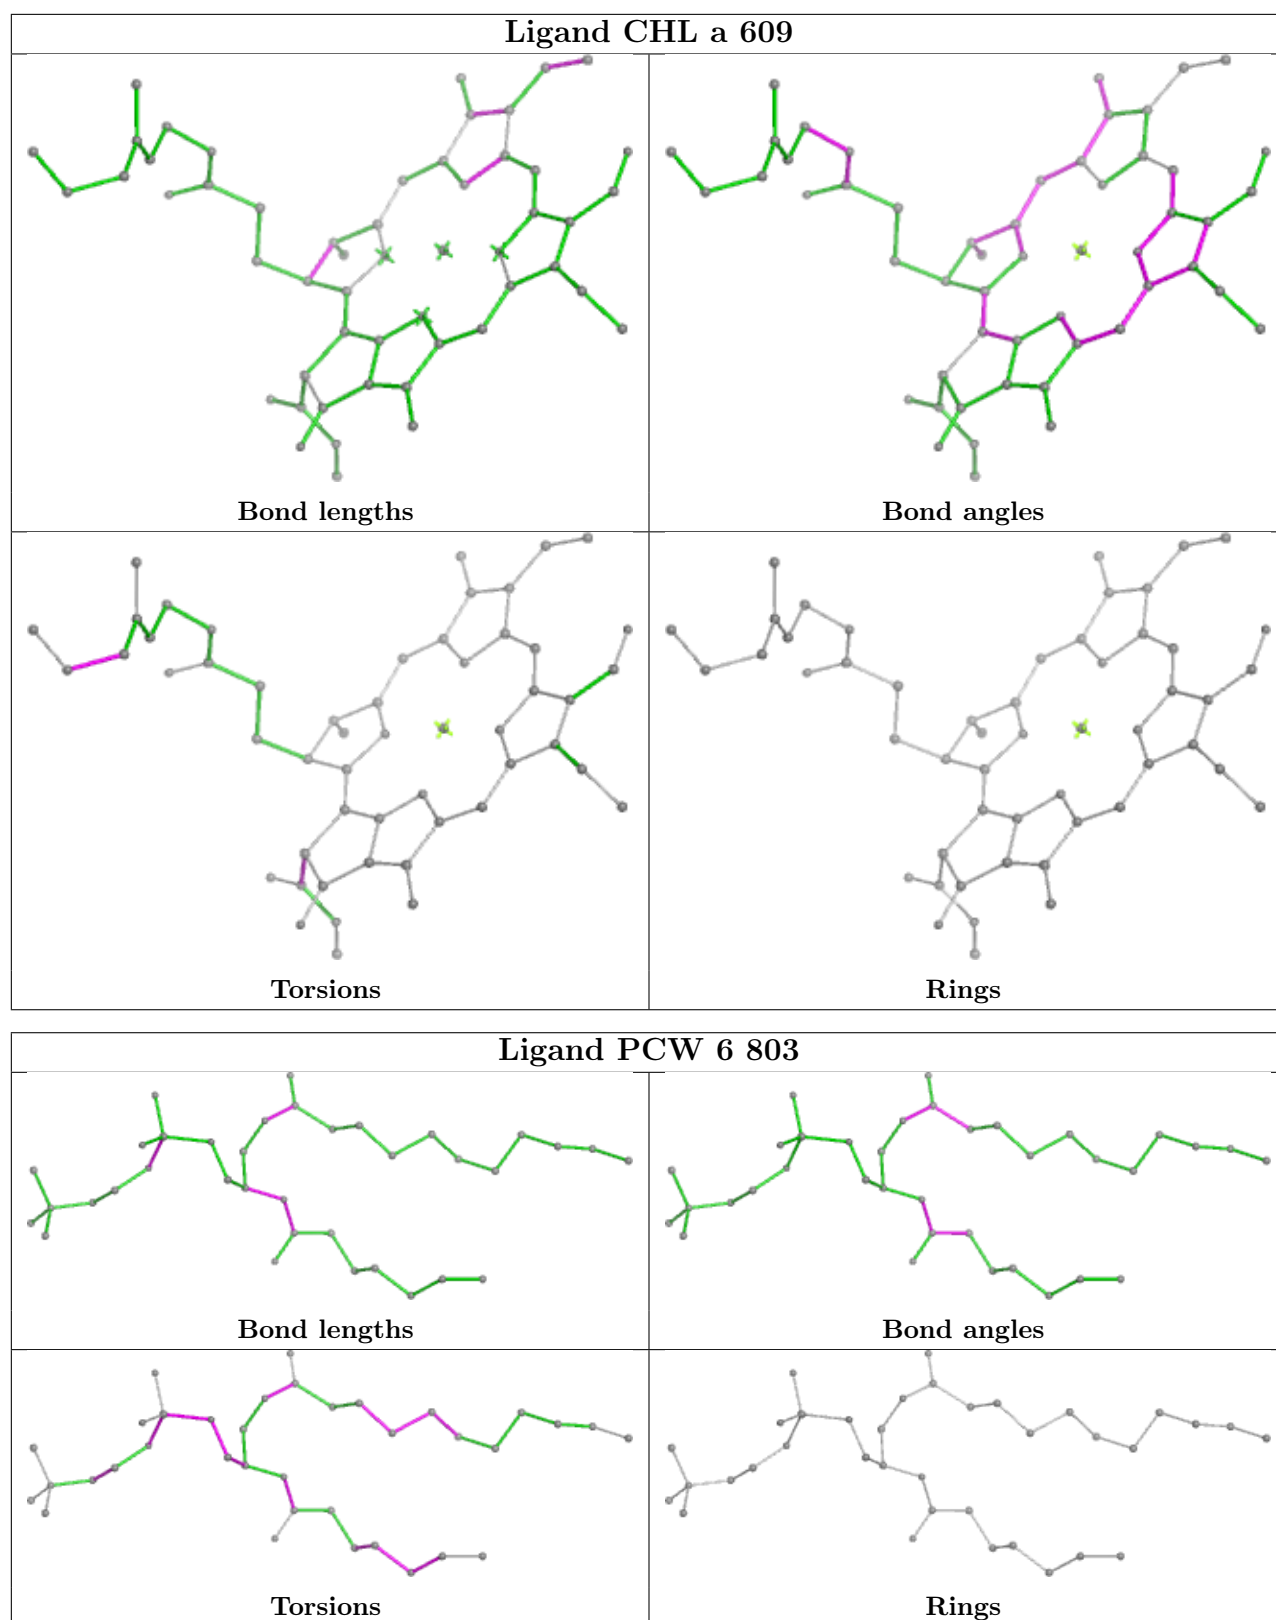 Ligand CHL a 609
Bond lengths
Bond angles
Torsions
Rings
Ligand PCW 6 803
Bond lengths
Bond angles
Torsions
Rings